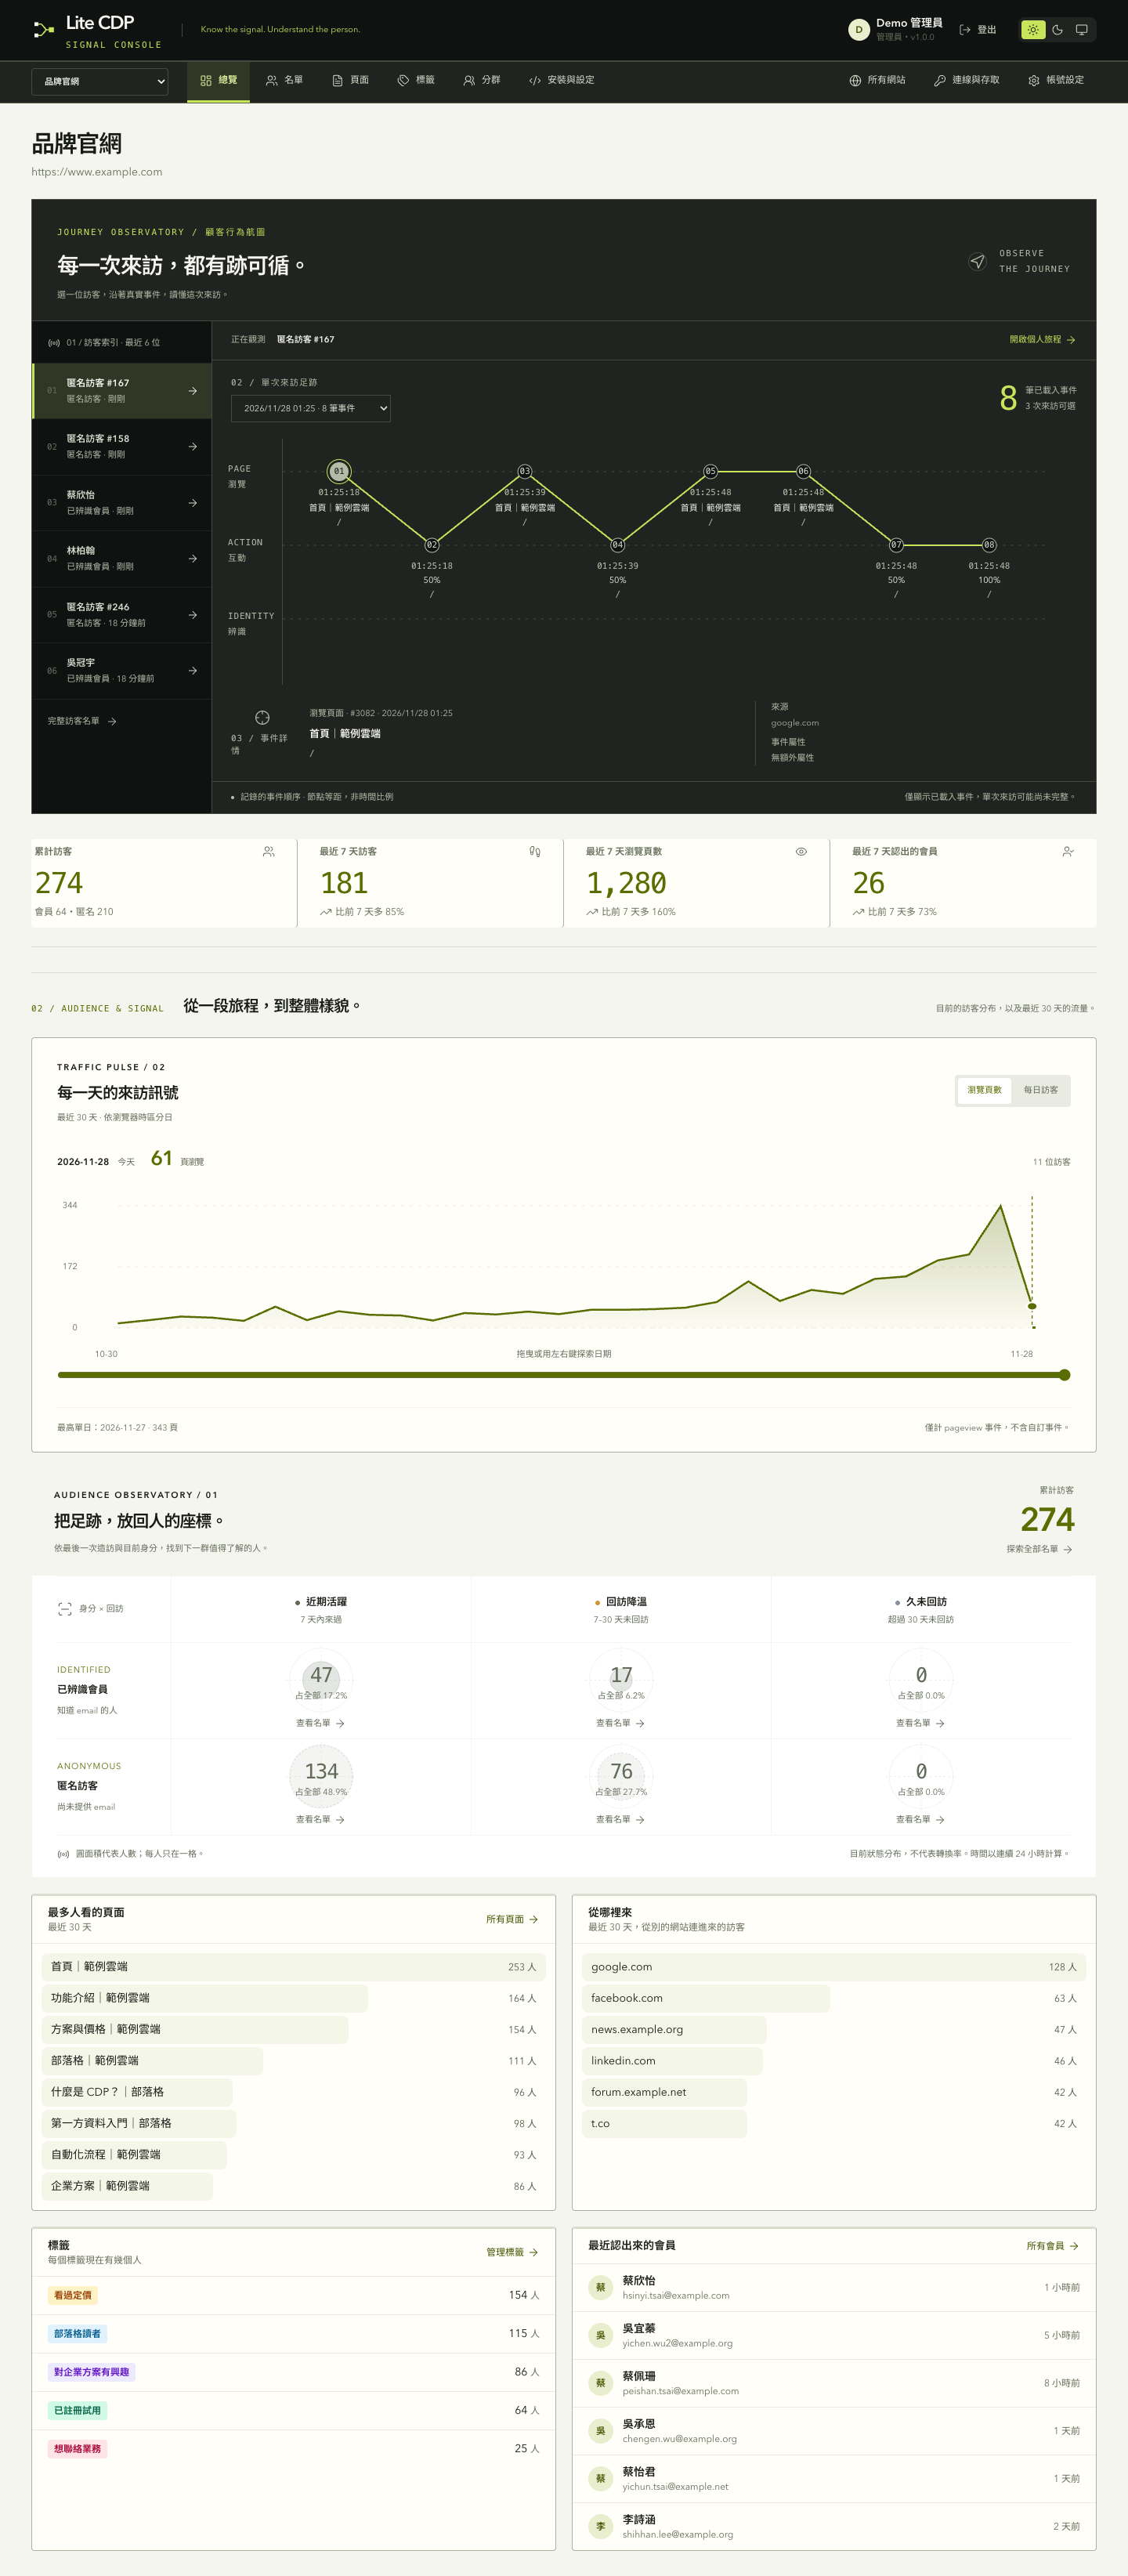 Lite CDP
SIGNAL CONSOLE
Know the signal. Understand the person.
D
Demo 管理員
管理員・v1.0.0
登出
品牌官網
總覽
名單
頁面
標籤
分群
安裝與設定
所有網站
連線與存取
帳號設定
品牌官網
https://www.example.com
JOURNEY OBSERVATORY / 顧客行為航圖
每一次來訪，都有跡可循。
選一位訪客，沿著真實事件，讀懂這次來訪。
OBSERVE
THE JOURNEY
01 / 訪客索引 · 最近 6 位
01
匿名訪客 #167
匿名訪客 · 剛剛
02
匿名訪客 #158
匿名訪客 · 剛剛
03
蔡欣怡
已辨識會員 · 剛剛
04
林柏翰
已辨識會員 · 剛剛
05
匿名訪客 #246
匿名訪客 · 18 分鐘前
06
吳冠宇
已辨識會員 · 18 分鐘前
完整訪客名單
正在觀測 匿名訪客 #167
開啟個人旅程
02 / 單次來訪足跡
2026/11/28 01:25 · 8 筆事件
8
筆已載入事件
3 次來訪可選
PAGE
瀏覽
ACTION
互動
IDENTITY
辨識
01
01:25:18
首頁｜範例雲端
/
02
01:25:18
50%
/
03
01:25:39
首頁｜範例雲端
/
04
01:25:39
50%
/
05
01:25:48
首頁｜範例雲端
/
06
01:25:48
首頁｜範例雲端
/
07
01:25:48
50%
/
08
01:25:48
100%
/
03 / 事件詳
情
瀏覽頁面 · #3082 · 2026/11/28 01:25
首頁｜範例雲端
/
來源
google.com
事件屬性
無額外屬性
記錄的事件順序 · 節點等距，非時間比例
僅顯示已載入事件，單次來訪可能尚未完整。
累計訪客
274
會員 64・匿名 210
最近 7 天訪客
181
比前 7 天多 85%
最近 7 天瀏覽頁數
1,280
比前 7 天多 160%
最近 7 天認出的會員
26
比前 7 天多 73%
02 / AUDIENCE & SIGNAL
從一段旅程，到整體樣貌。
目前的訪客分布，以及最近 30 天的流量。
TRAFFIC PULSE / 02
每一天的來訪訊號
最近 30 天 · 依瀏覽器時區分日
瀏覽頁數
每日訪客
2026-11-28 今天 61 頁瀏覽
11 位訪客
344
172
0
10-30
拖曳或用左右鍵探索日期
11-28
最高單日：2026-11-27 · 343 頁
僅計 pageview 事件，不含自訂事件。
AUDIENCE OBSERVATORY / 01
把足跡，放回人的座標。
依最後一次造訪與目前身分，找到下一群值得了解的人。
累計訪客
274
探索全部名單
身分 × 回訪
近期活躍
7 天內來過
回訪降溫
7-30 天未回訪
久未回訪
超過 30 天未回訪
IDENTIFIED
已辨識會員
知道 email 的人
47
占全部 17.2%
查看名單
17
占全部 6.2%
查看名單
0
占全部 0.0%
查看名單
ANONYMOUS
匿名訪客
尚未提供 email
134
占全部 48.9%
查看名單
76
占全部 27.7%
查看名單
0
占全部 0.0%
查看名單
圓面積代表人數；每人只在一格。
目前狀態分布，不代表轉換率。時間以連續 24 小時計算。
最多人看的頁面
最近 30 天
所有頁面
首頁｜範例雲端 253 人
功能介紹｜範例雲端 164 人
方案與價格｜範例雲端 154 人
部落格｜範例雲端 111 人
什麼是 CDP？｜部落格 96 人
第一方資料入門｜部落格 98 人
自動化流程｜範例雲端 93 人
企業方案｜範例雲端 86 人
從哪裡來
最近 30 天，從別的網站連進來的訪客
google.com 128 人
facebook.com 63 人
news.example.org 47 人
linkedin.com 46 人
forum.example.net 42 人
t.co 42 人
標籤
每個標籤現在有幾個人
管理標籤
看過定價 154 人
部落格讀者 115 人
對企業方案有興趣 86 人
已註冊試用 64 人
想聯絡業務 25 人
最近認出來的會員
所有會員
蔡
蔡欣怡
hsinyi.tsai@example.com
1 小時前
吳
吳宜蓁
yichen.wu2@example.org
5 小時前
蔡
蔡佩珊
peishan.tsai@example.com
8 小時前
吳
吳承恩
chengen.wu@example.org
1 天前
蔡
蔡怡君
yichun.tsai@example.net
1 天前
李
李詩涵
shihhan.lee@example.org
2 天前